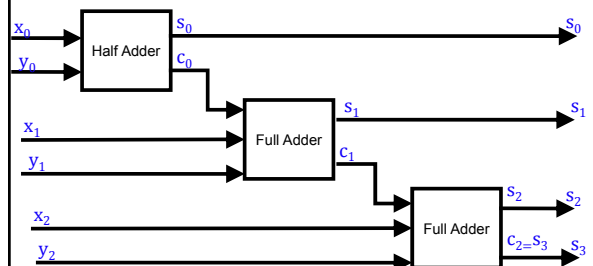 x₀ s₀ s₀
Half Adder
y₀ c₀
s₁ s₁
x₁
Full Adder
y₁ c₁
s₂ s₂
x₂
Full Adder
y₂ c₂₌s₃ s₃